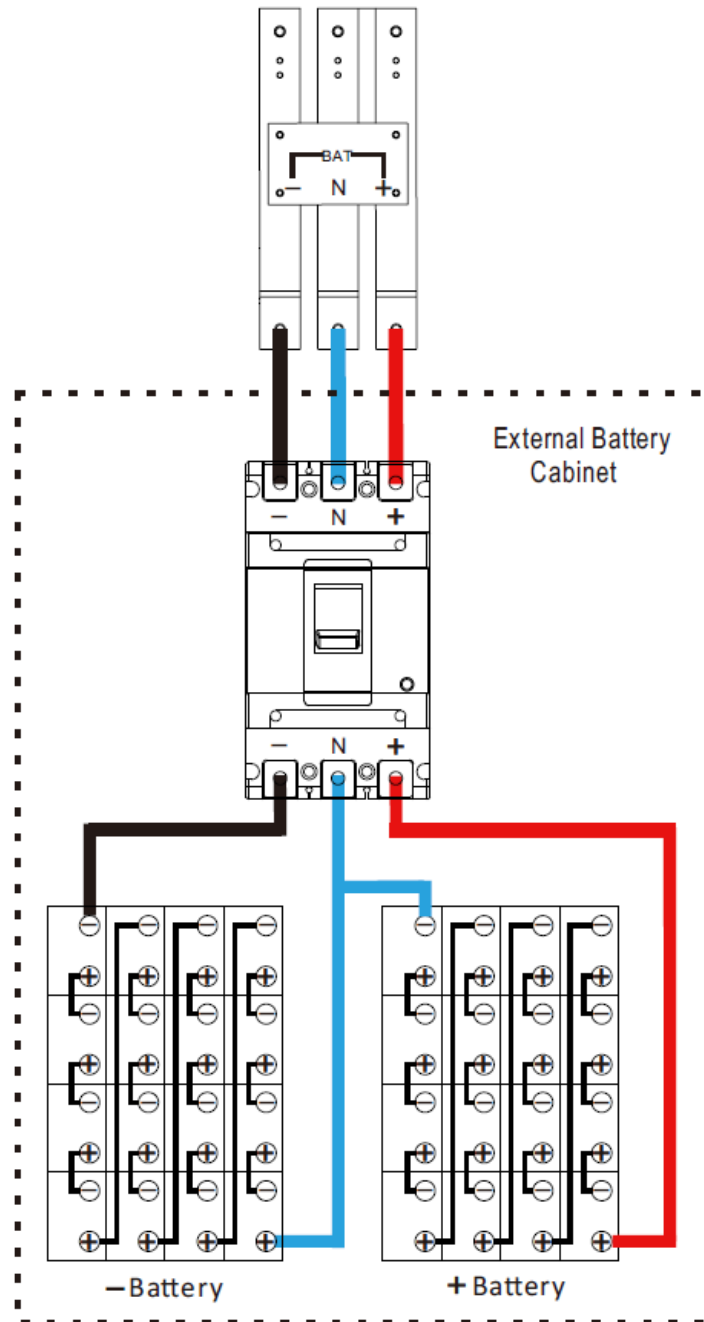 BAT
− N +
External Battery
Cabinet
− N +
− N +
−Battery
+Battery